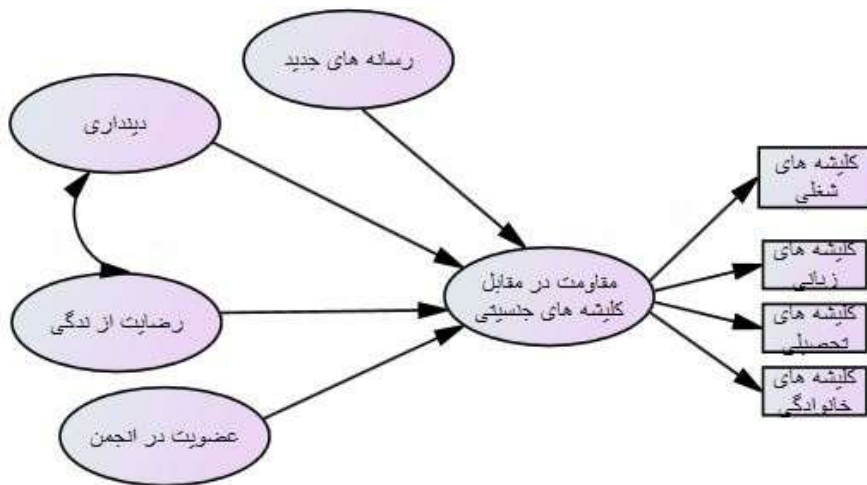 رسانه های جدید
دینداری
کلیشه های
شغلی
مقاومت در مقابل
کلیشه های جنسیتی
کلیشه های
زبانی
رضایت از ندگی
کلیشه های
تحصیلی
کلیشه های
خانوادگی
عضویت در انجمن